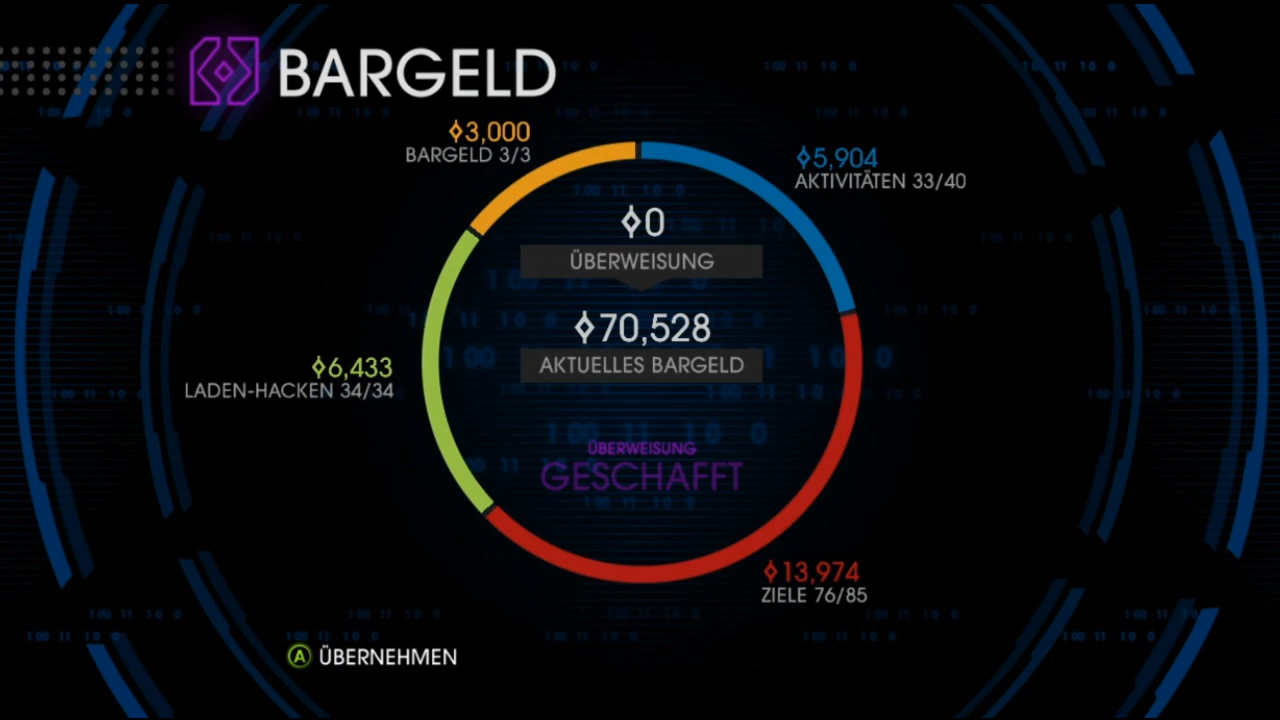 BARGELD
◊3,000
BARGELD 3/3
◊5,904
AKTIVITÄTEN 33/40
◊0
ÜBERWEISUNG
◊70,528
AKTUELLES BARGELD
◊6,433
LADEN-HACKEN 34/34
ÜBERWEISUNG
GESCHAFFT
◊13,974
ZIELE 76/85
A ÜBERNEHMEN